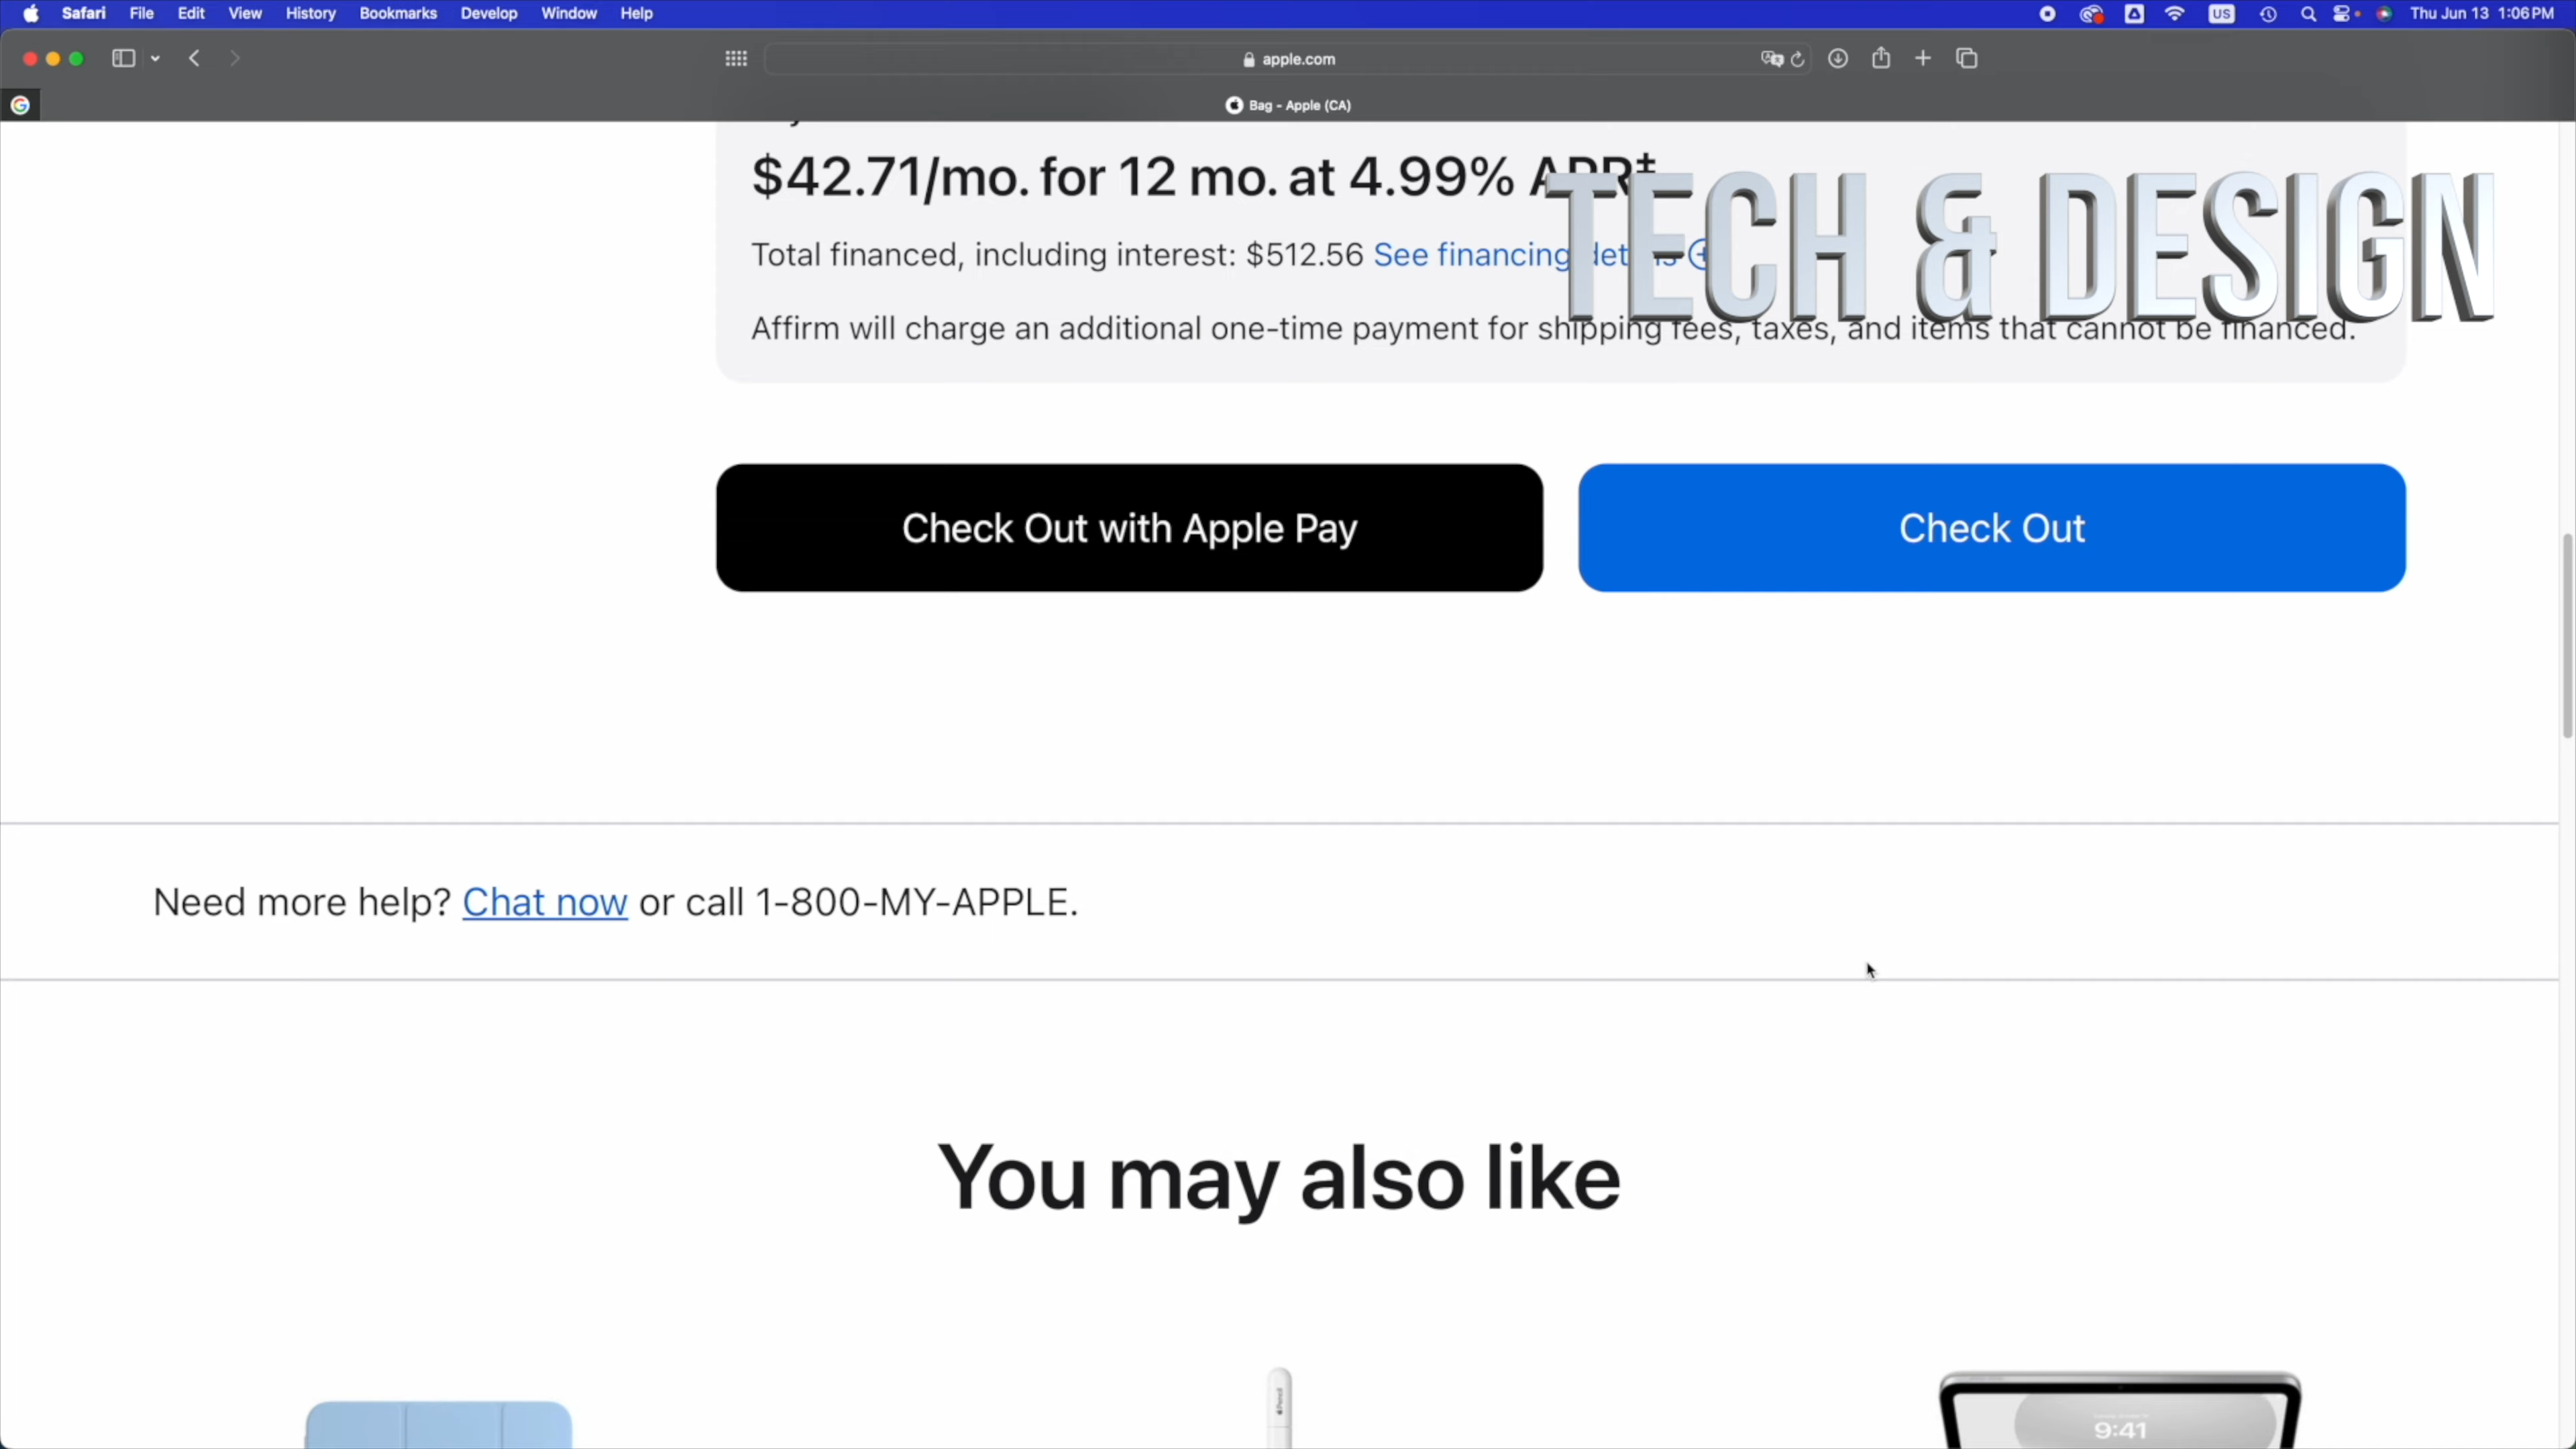 Safari File Edit View History Bookmarks Develop Window Help US Thu Jun 13 1:06 PM
apple.com
Bag - Apple (CA)
$42.71/mo. for 12 mo. at 4.99% APR‡
Total financed, including interest: $512.56 See financing details
TECH & DESIGN
Affirm will charge an additional one-time payment for shipping fees, taxes, and items that cannot be financed.
Check Out with Apple Pay
Check Out
Need more help? Chat now or call 1-800-MY-APPLE.
You may also like
Pencil
9:41